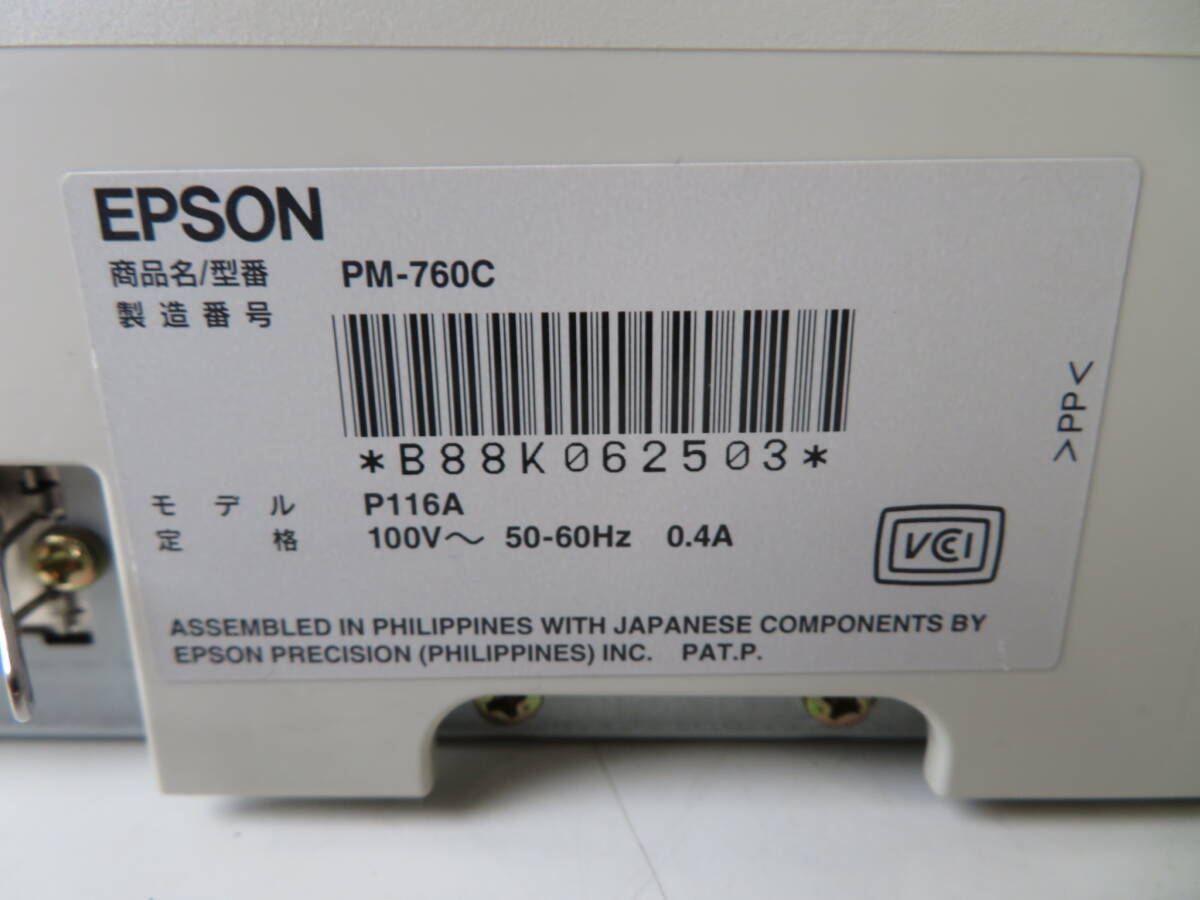 EPSON
商品名/型番 PM-760C
製造番号
*B88K062503*
モデル P116A
定格 100V～ 50-60Hz 0.4A
VCCI
ASSEMBLED IN PHILIPPINES WITH JAPANESE COMPONENTS BY
EPSON PRECISION (PHILIPPINES) INC. PAT.P.
>PP<